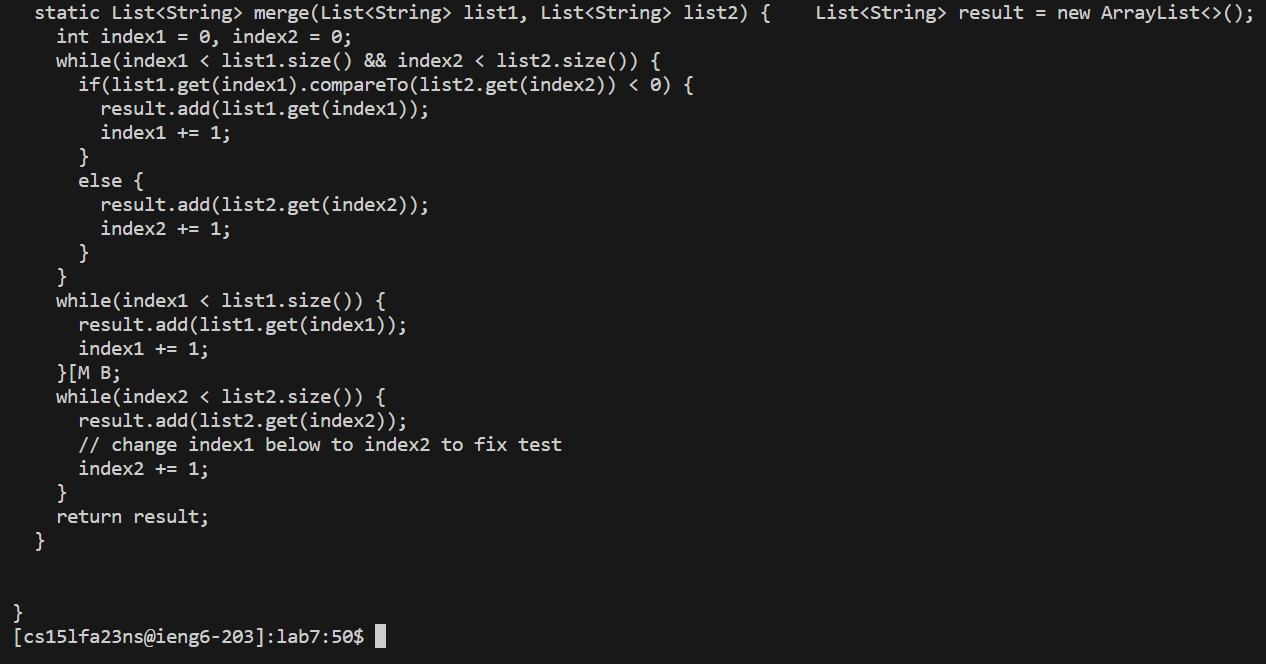 static List<String> merge(List<String> list1, List<String> list2) {    List<String> result = new ArrayList<>();
    int index1 = 0, index2 = 0;
    while(index1 < list1.size() && index2 < list2.size()) {
      if(list1.get(index1).compareTo(list2.get(index2)) < 0) {
        result.add(list1.get(index1));
        index1 += 1;
      }
      else {
        result.add(list2.get(index2));
        index2 += 1;
      }
    }
    while(index1 < list1.size()) {
      result.add(list1.get(index1));
      index1 += 1;
    }[M B;
    while(index2 < list2.size()) {
      result.add(list2.get(index2));
      // change index1 below to index2 to fix test
      index2 += 1;
    }
    return result;
  }
}
[cs15lfa23ns@ieng6-203]:lab7:50$